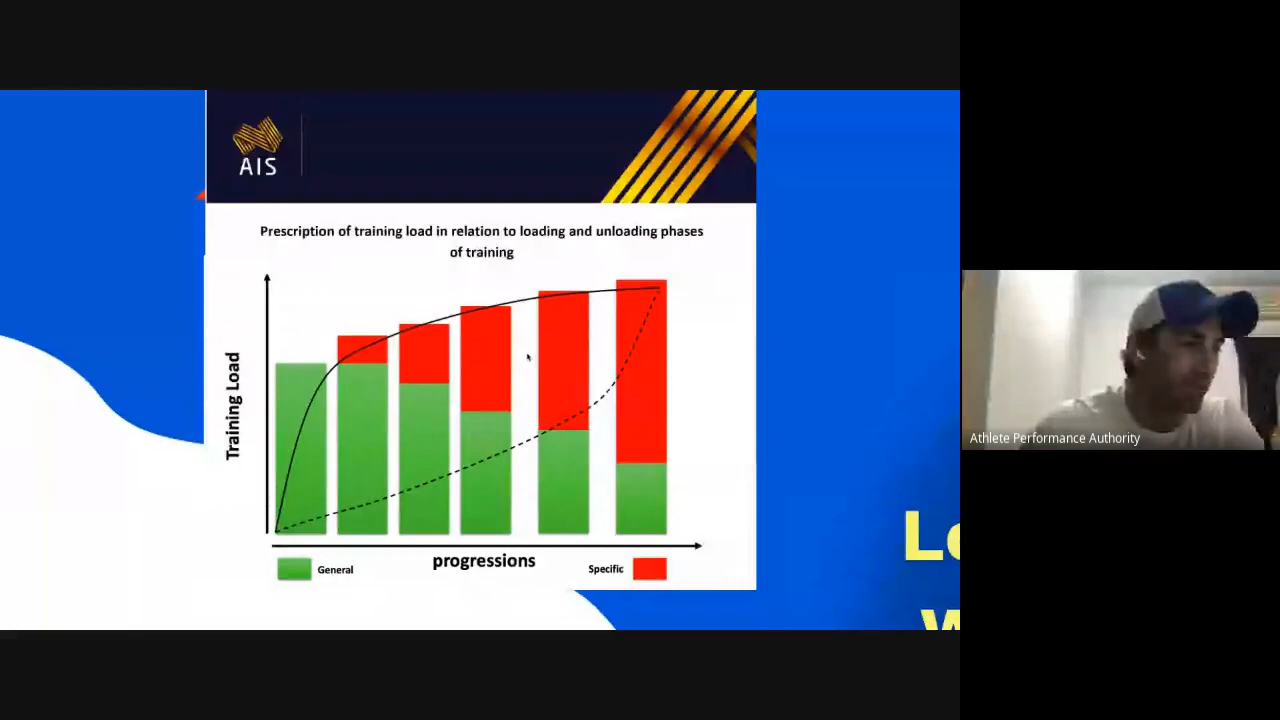 AIS
Prescription of training load in relation to loading and unloading phases
of training
Training Load
progressions
General
Specific
Athlete Performance Authority